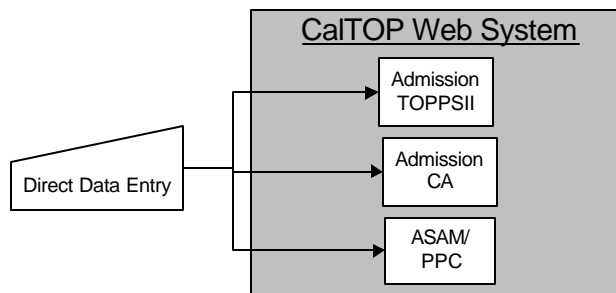 CalTOP Web System
Admission
TOPPSII
Direct Data Entry
Admission
CA
ASAM/
PPC